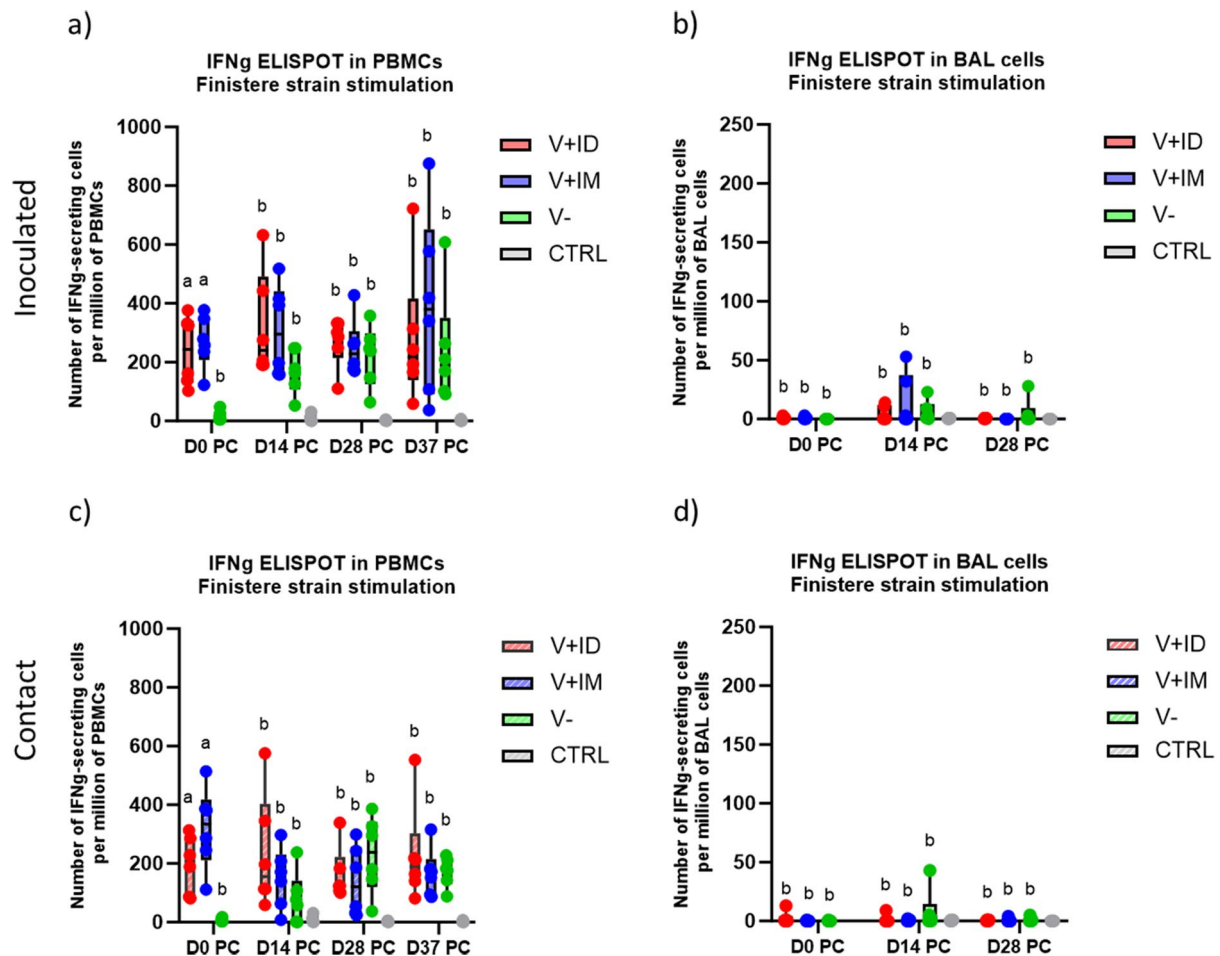 a)
IFNg ELISPOT in PBMCs
Finistere strain stimulation
Inoculated
Number of IFNg-secreting cells
per million of PBMCs
1000
800
600
400
200
0
a a b
b b b
b b b
b b b
D0 PC D14 PC D28 PC D37 PC
V+ID
V+IM
V-
CTRL
b)
IFNg ELISPOT in BAL cells
Finistere strain stimulation
Number of IFNg-secreting cells
per million of BAL cells
250
200
150
100
50
0
b b b
b b b
b b b
D0 PC D14 PC D28 PC
V+ID
V+IM
V-
CTRL
c)
IFNg ELISPOT in PBMCs
Finistere strain stimulation
Contact
Number of IFNg-secreting cells
per million of PBMCs
1000
800
600
400
200
0
a a b
b b b
b b b
b b b
D0 PC D14 PC D28 PC D37 PC
V+ID
V+IM
V-
CTRL
d)
IFNg ELISPOT in BAL cells
Finistere strain stimulation
Number of IFNg-secreting cells
per million of BAL cells
250
200
150
100
50
0
b b b
b b b
b b b
D0 PC D14 PC D28 PC
V+ID
V+IM
V-
CTRL